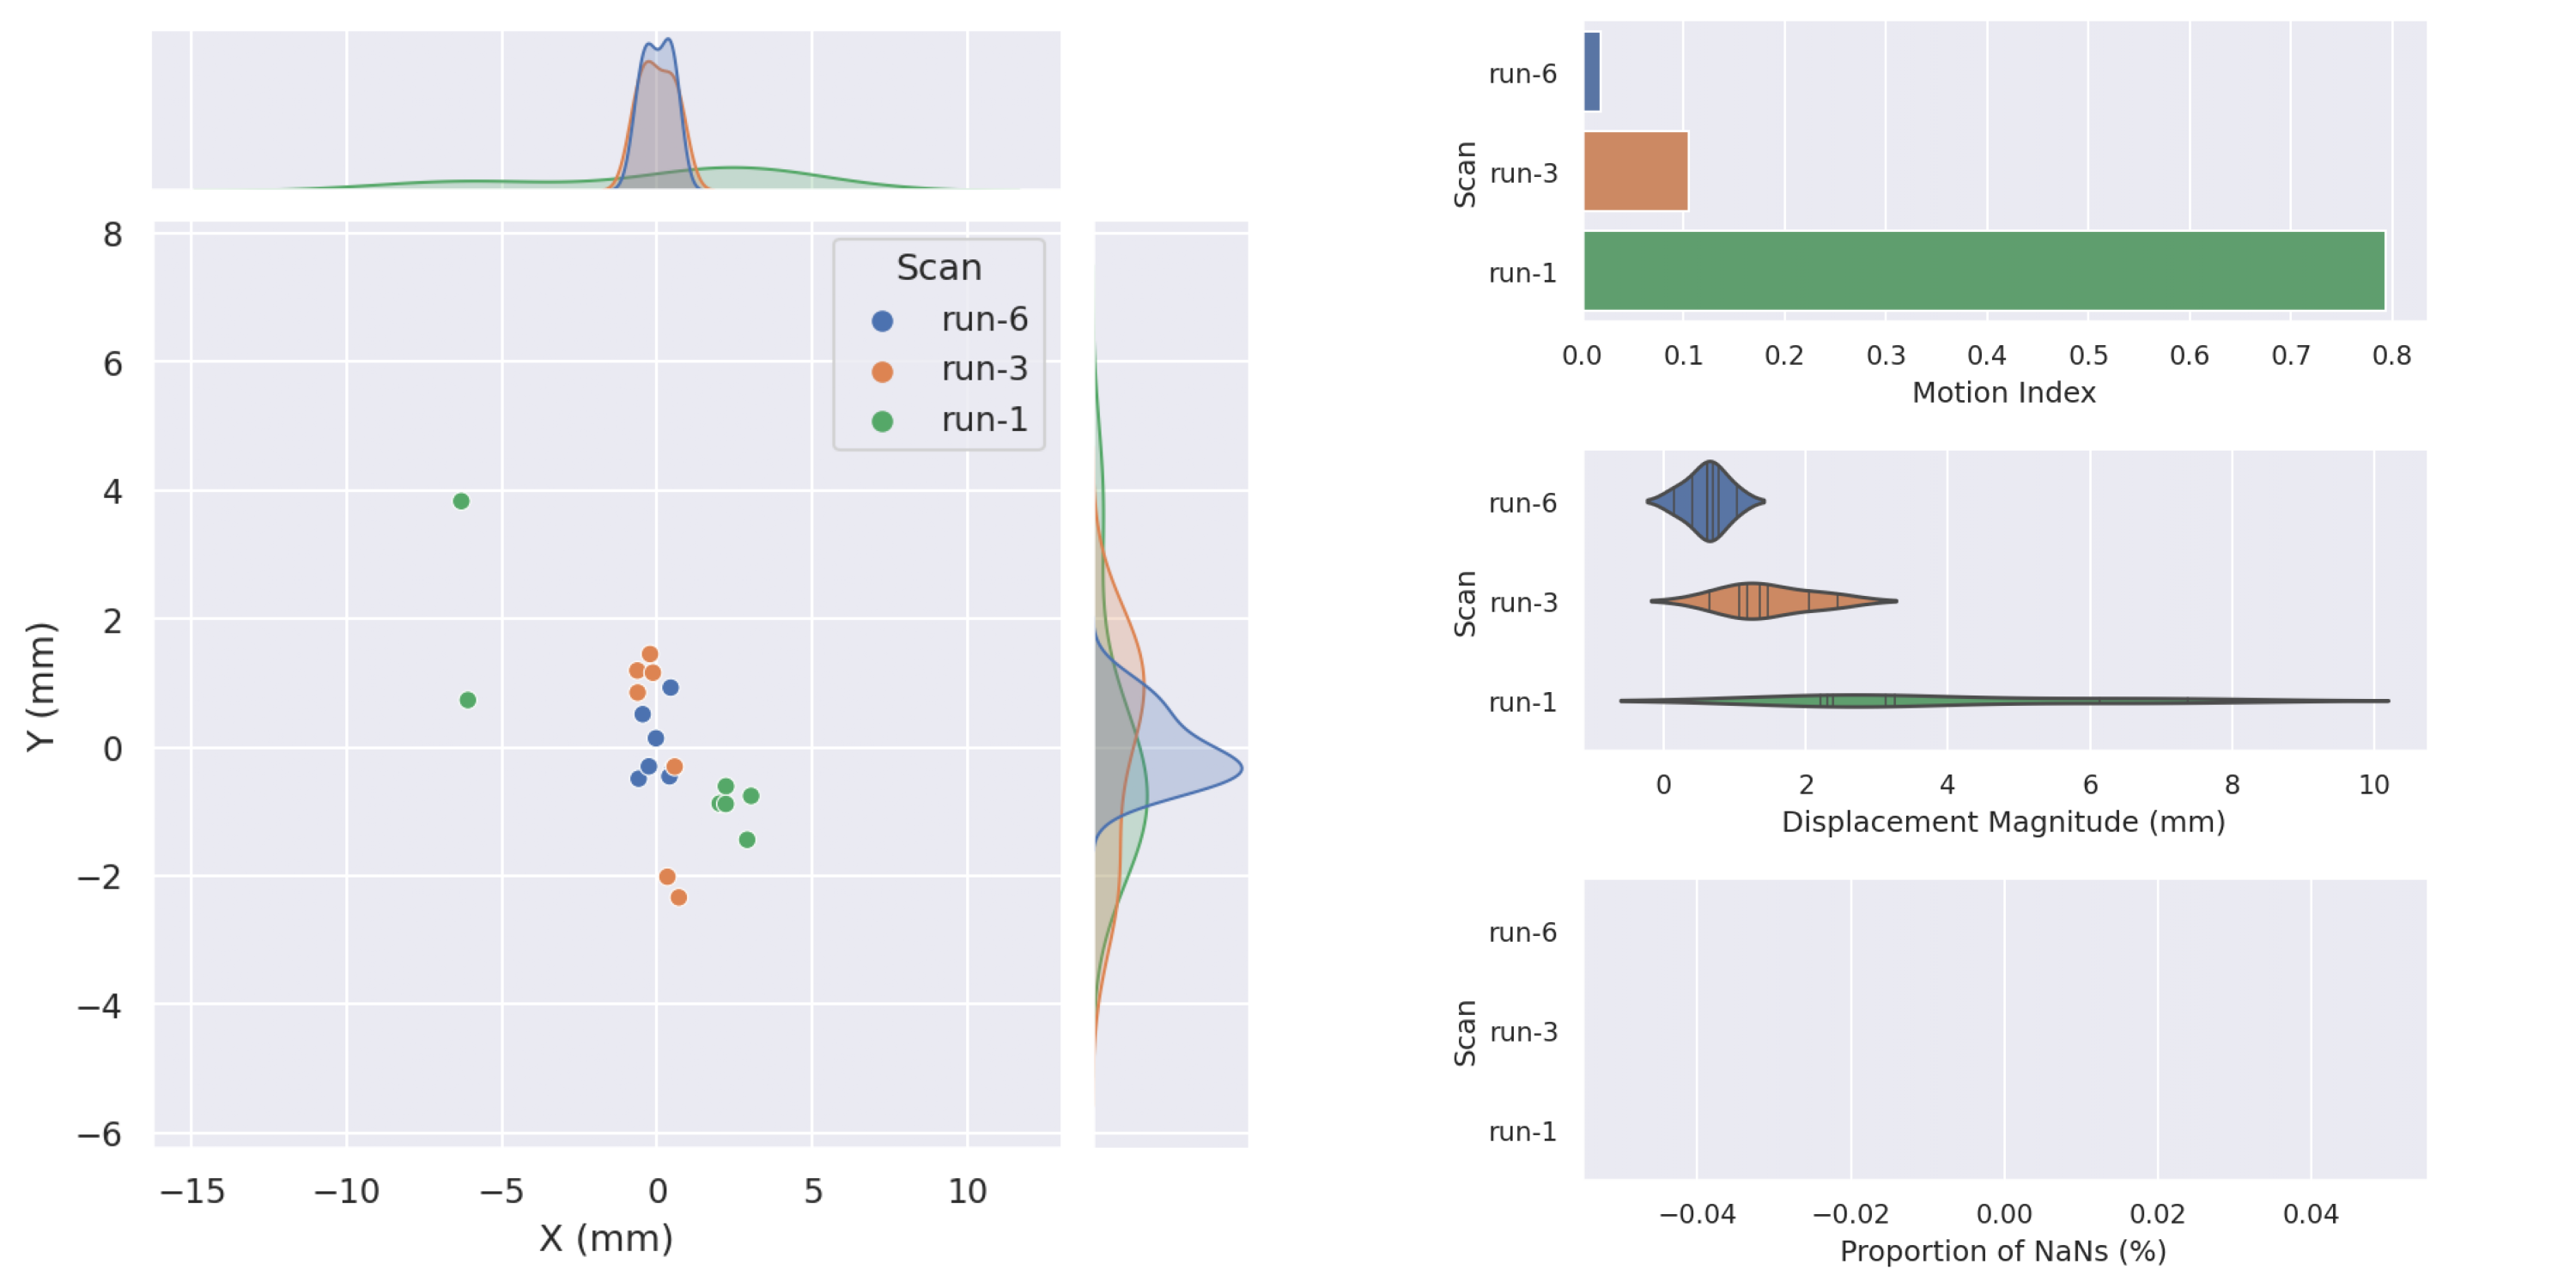 8
6
4
2
0
−2
−4
−6
Y (mm)
−15 −10 −5 0 5 10
X (mm)
Scan
run-6
run-3
run-1
run-6
run-3
run-1
Scan
0.0 0.1 0.2 0.3 0.4 0.5 0.6 0.7 0.8
Motion Index
run-6
run-3
run-1
Scan
0 2 4 6 8 10
Displacement Magnitude (mm)
run-6
run-3
run-1
Scan
−0.04 −0.02 0.00 0.02 0.04
Proportion of NaNs (%)